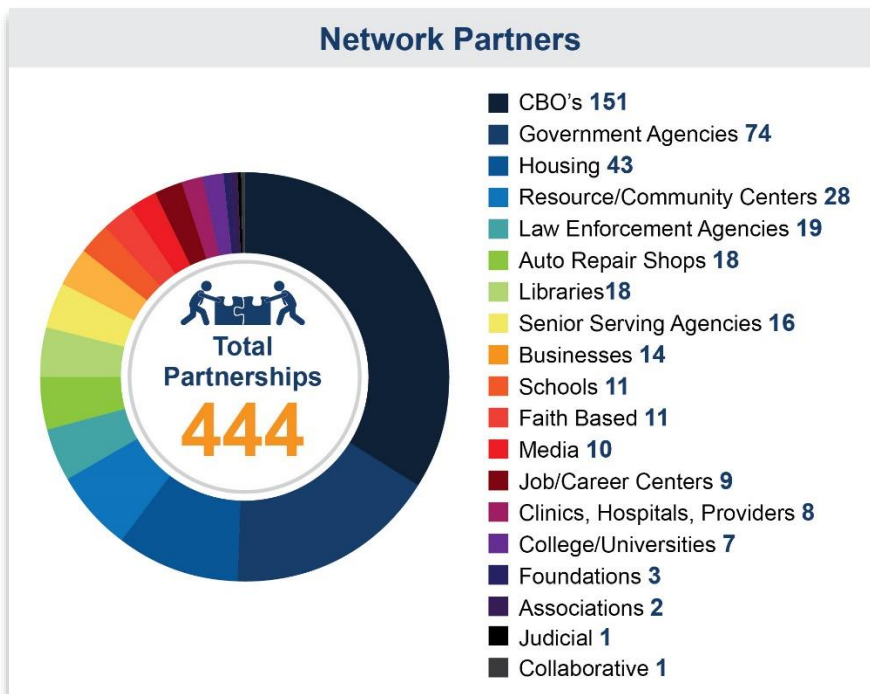 Network Partners
Total
Partnerships
444
CBO's 151
Government Agencies 74
Housing 43
Resource/Community Centers 28
Law Enforcement Agencies 19
Auto Repair Shops 18
Libraries18
Senior Serving Agencies 16
Businesses 14
Schools 11
Faith Based 11
Media 10
Job/Career Centers 9
Clinics, Hospitals, Providers 8
College/Universities 7
Foundations 3
Associations 2
Judicial 1
Collaborative 1